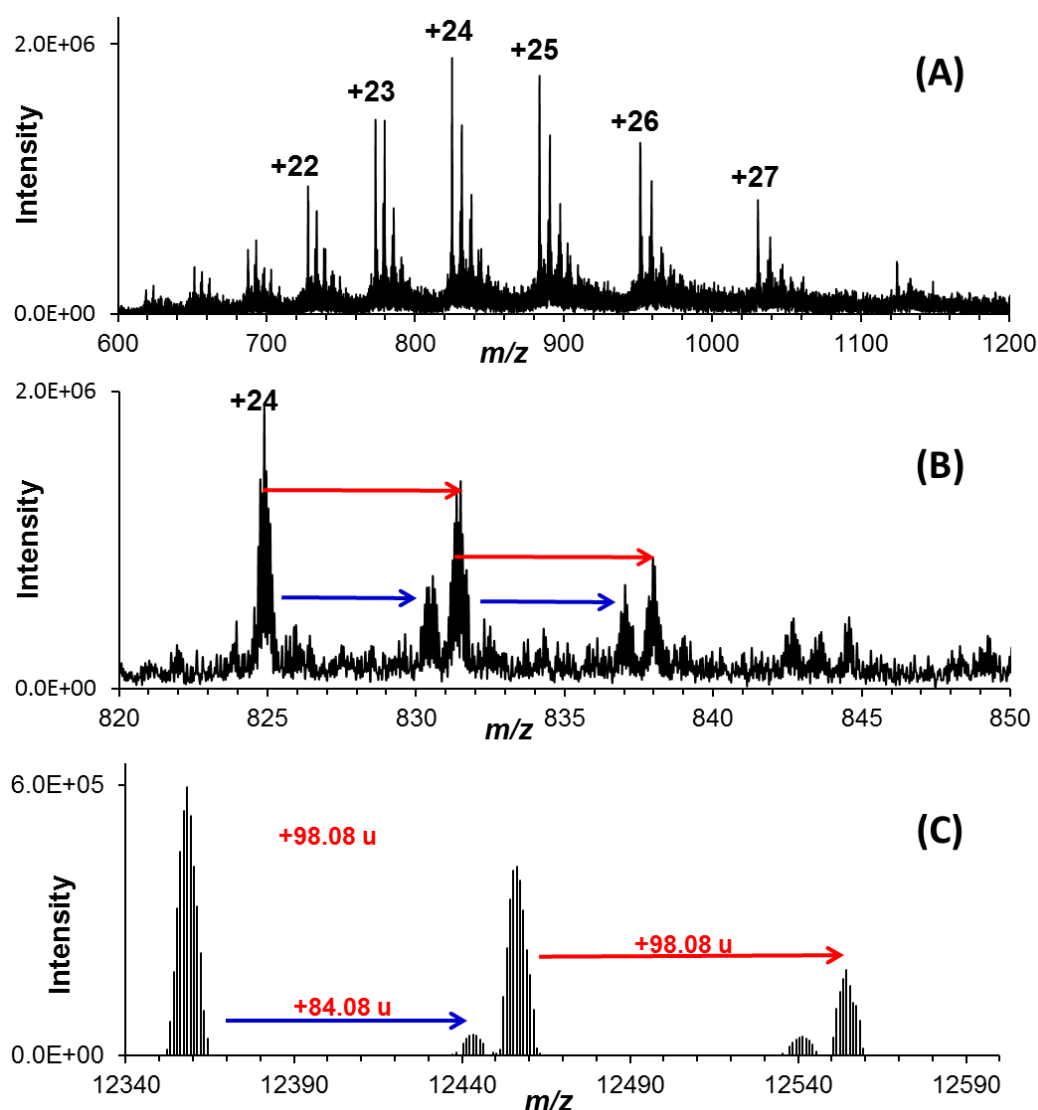 2.0E+06
+24
+25
(A)
+23
+26
+22
+27
Intensity
0.0E+00
600 700 800 900 1000 1100 1200
m/z
2.0E+06
+24
(B)
Intensity
0.0E+00
820 825 830 835 840 845 850
m/z
6.0E+05
(C)
+98.08 u
Intensity
+98.08 u
+84.08 u
0.0E+00
12340 12390 12440 12490 12540 12590
m/z